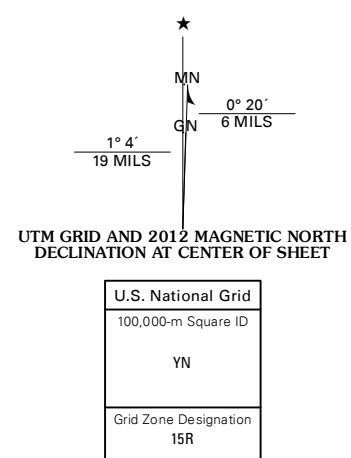 ★
MN
0° 20´
6 MILS
GN
1° 4´
19 MILS
UTM GRID AND 2012 MAGNETIC NORTH
DECLINATION AT CENTER OF SHEET
U.S. National Grid
100,000-m Square ID
YN
Grid Zone Designation
15R